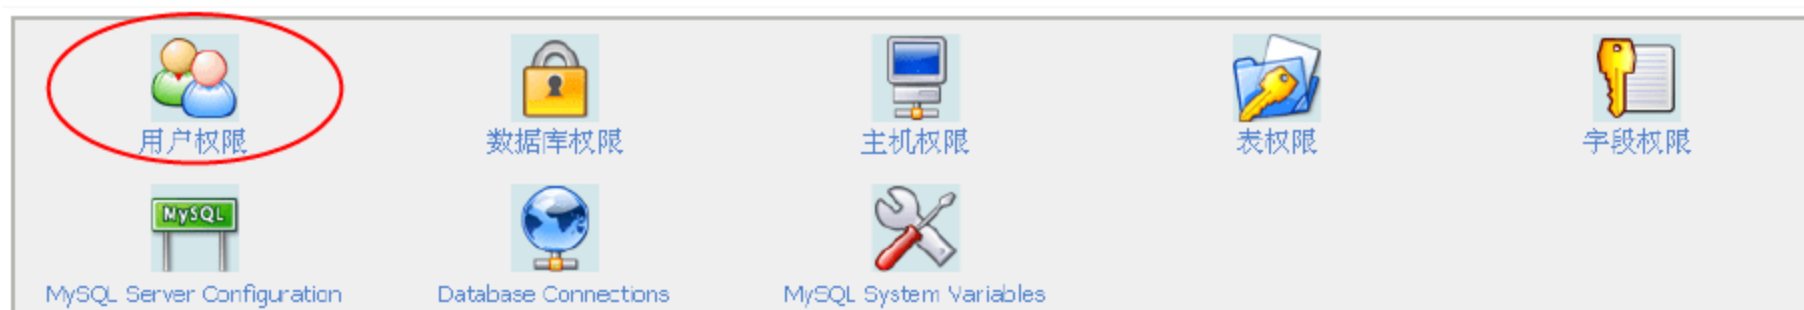 用户权限
数据库权限
主机权限
表权限
字段权限
MySQL
MySQL Server Configuration
Database Connections
MySQL System Variables